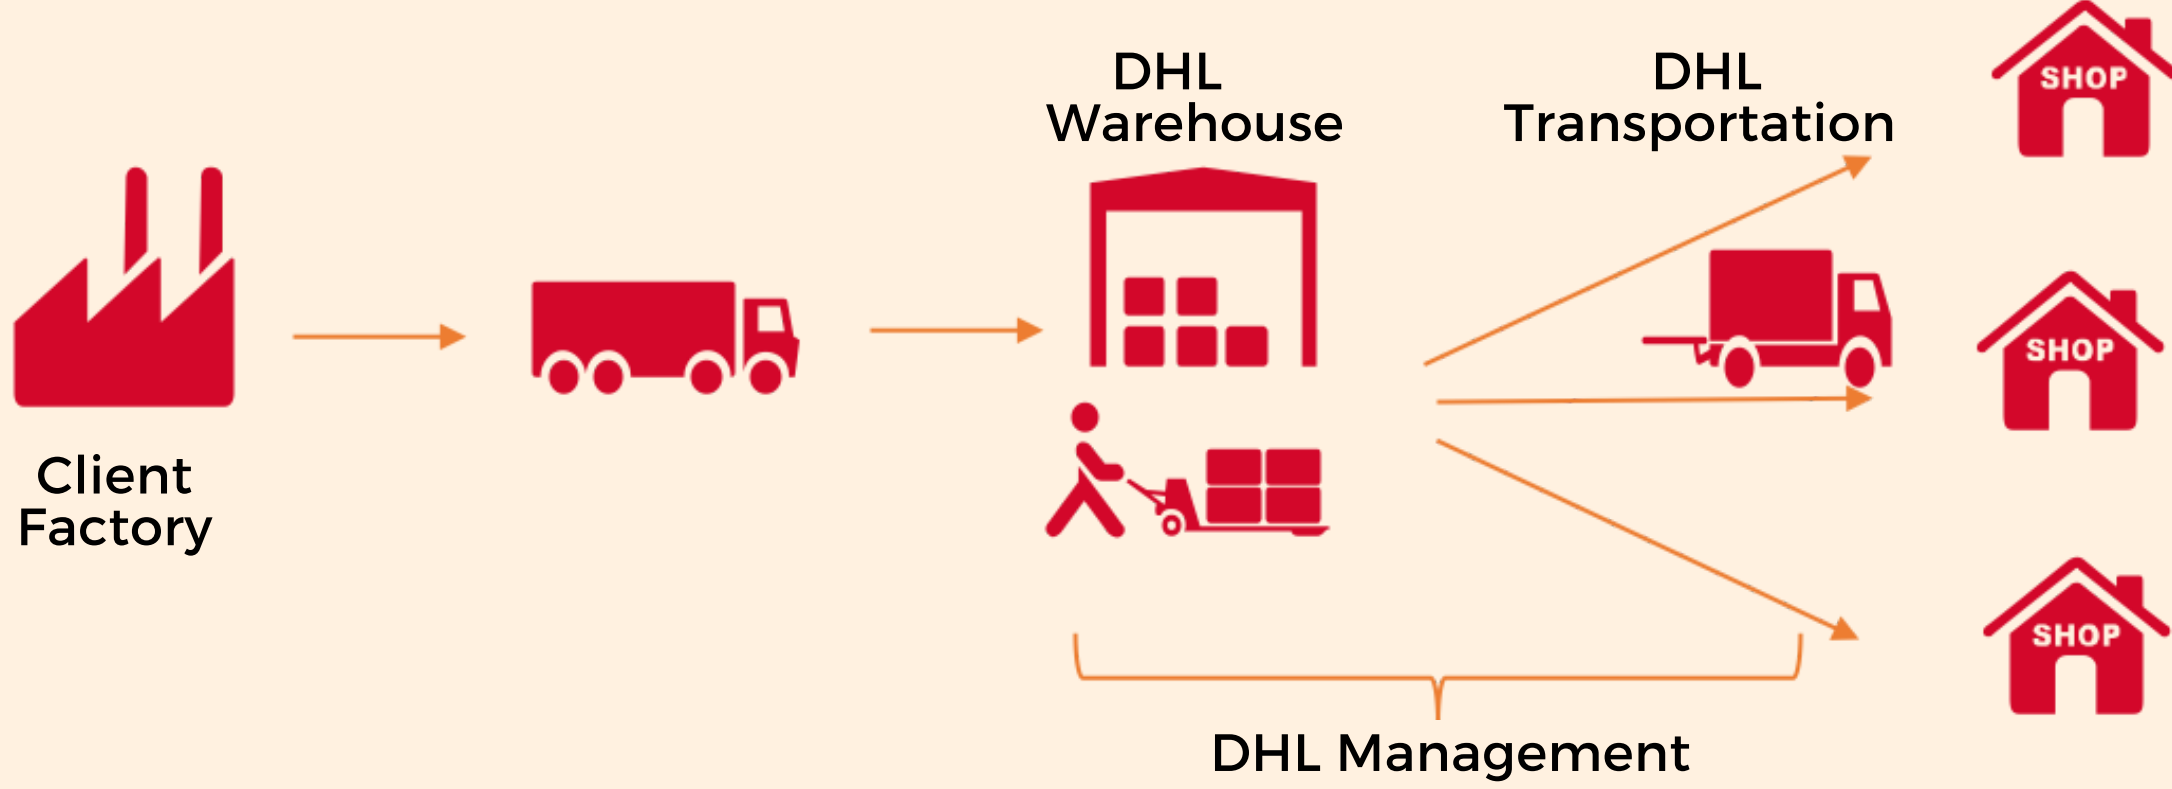 DHL
Warehouse
DHL
Transportation
SHOP
SHOP
Client
Factory
SHOP
DHL Management